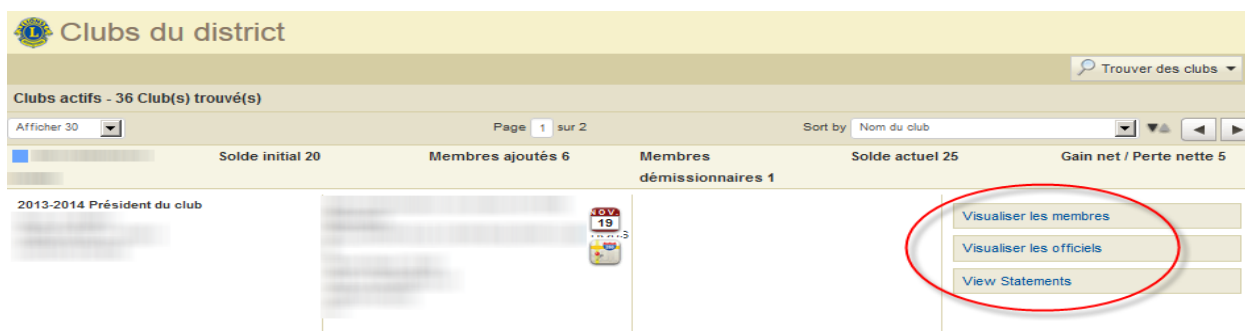 Clubs du district
Trouver des clubs
Clubs actifs - 36 Club(s) trouvé(s)
Afficher 30 Page 1 sur 2 Sort by Nom du club
Solde initial 20 Membres ajoutés 6 Membres démissionnaires 1 Solde actuel 25 Gain net / Perte nette 5
2013-2014 Président du club
NOV.
19
Visualiser les membres
Visualiser les officiels
View Statements